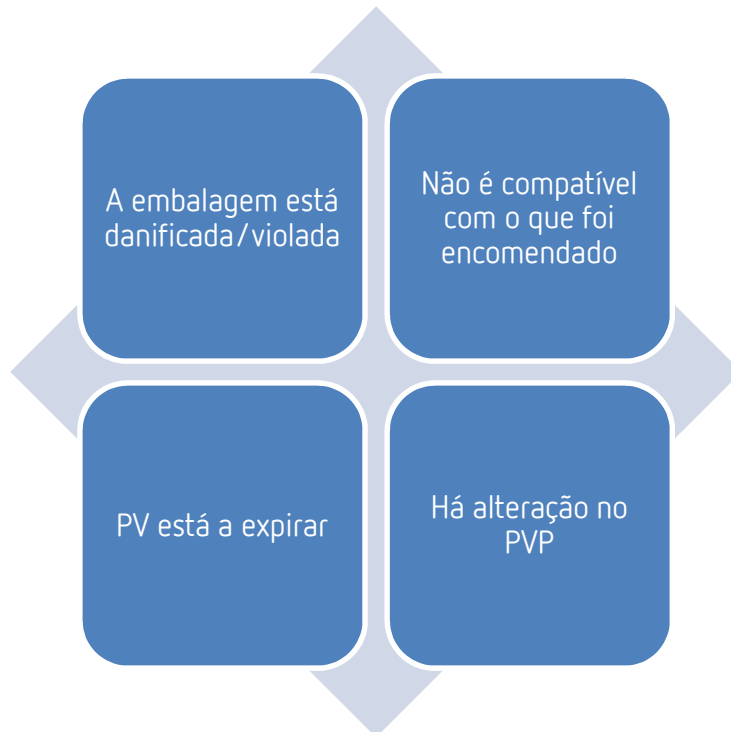 A embalagem está
danificada/violada
Não é compatível
com o que foi
encomendado
PV está a expirar
Há alteração no
PVP